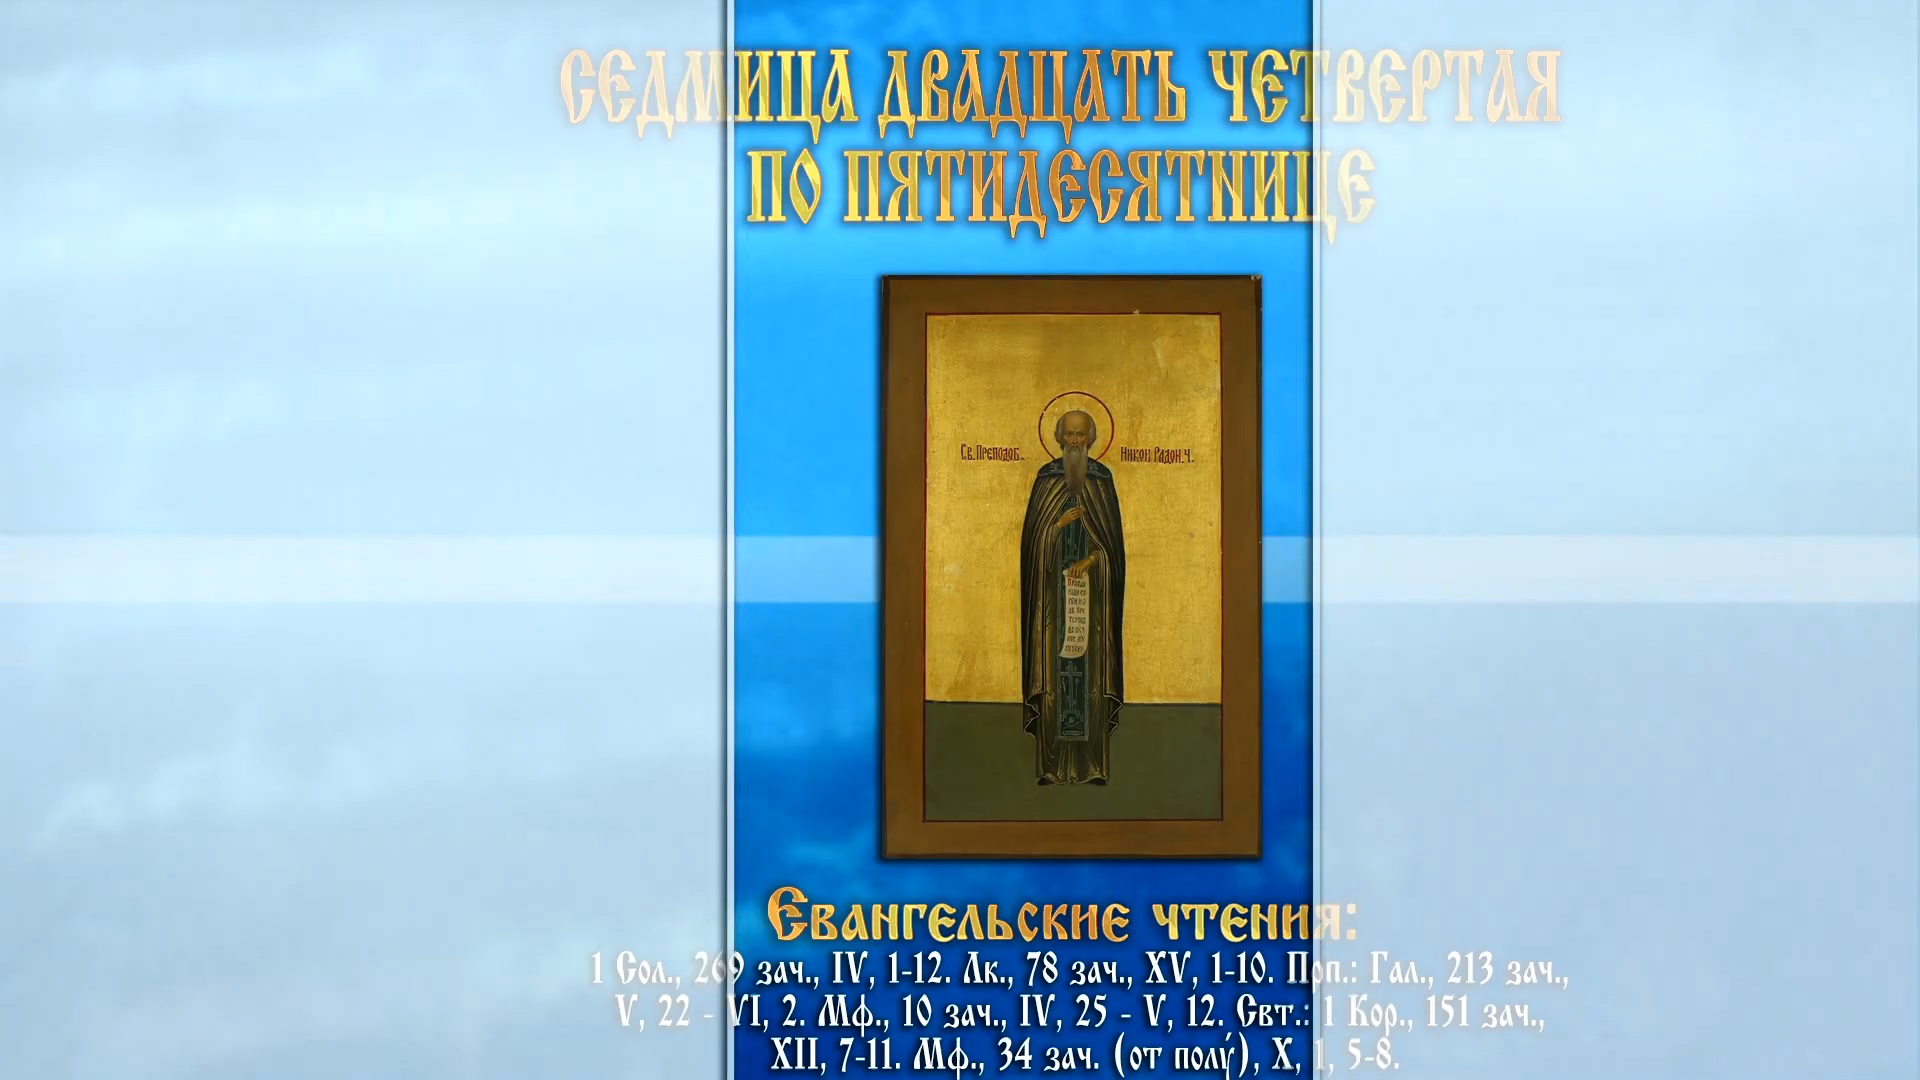 СЕДМИЦА ДВАДЦАТЬ ЧЕТВЕРТАЯ
ПО ПЯТИДЕСЯТНИЦЕ
Св. Преподоб. Никон Радон. Ч.
Евангельские чтения:
1 Сол., 269 зач., IV, 1-12. Лк., 78 зач., XV, 1-10. Прп.: Гал., 213 зач.,
V, 22 - VI, 2. Мф., 10 зач., IV, 25 - V, 12. Свт.: 1 Кор., 151 зач.,
XII, 7-11. Мф., 34 зач. (от полу́), X, 1, 5-8.